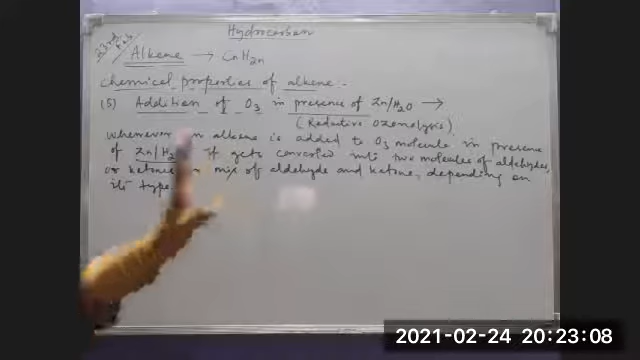 Hydrocarbon
Alkene → CnH2n
Chemical properties of alkene:-
(5) Addition of O3 in presence of Zn/H2O →
(Reductive Ozonolysis)
Whenever an alkene is added to O3 molecule in presence
of Zn/H2 it gets converted into two molecules of aldehydes,
or ketones or mix of aldehyde and ketone, depending on
its type.
2021-02-24 20:23:08